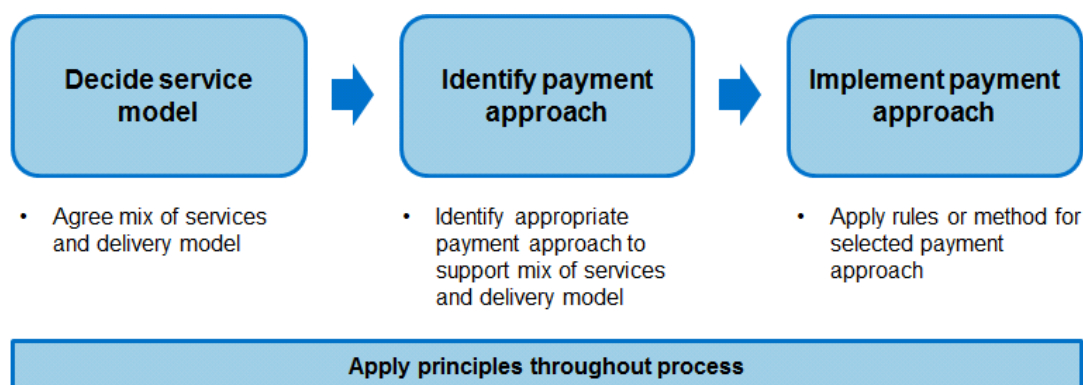 Decide service
model
Identify payment
approach
Implement payment
approach
• Agree mix of services
and delivery model
• Identify appropriate
payment approach to
support mix of services
and delivery model
• Apply rules or method for
selected payment
approach
Apply principles throughout process